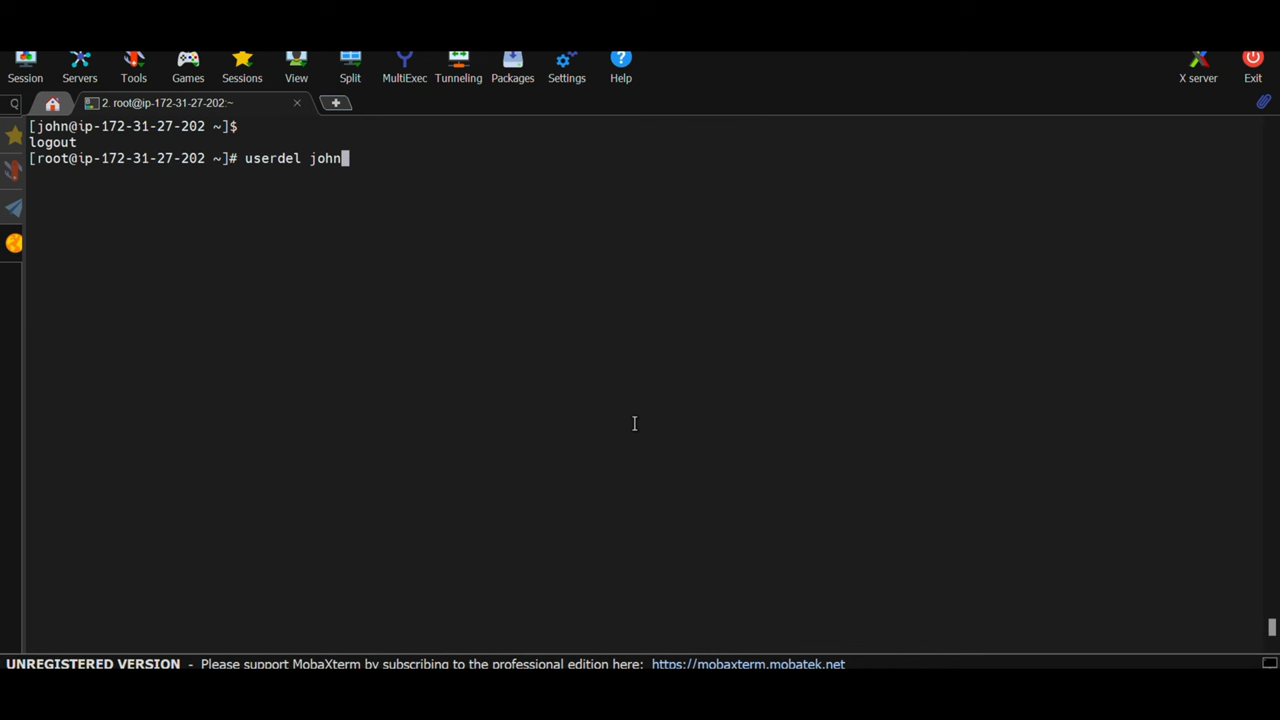 Session Servers Tools Games Sessions View Split MultiExec Tunneling Packages Settings Help X server Exit
2. root@ip-172-31-27-202:~
[john@ip-172-31-27-202 ~]$
logout
[root@ip-172-31-27-202 ~]# userdel john
UNREGISTERED VERSION - Please support MobaXterm by subscribing to the professional edition here: https://mobaxterm.mobatek.net